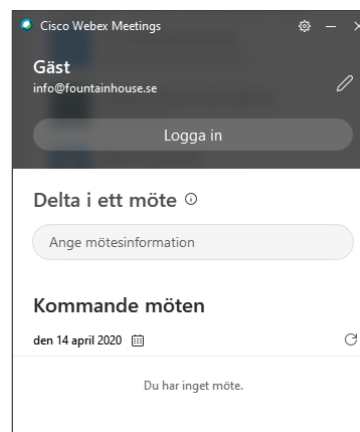 Cisco Webex Meetings
Gäst
info@fountainhouse.se
Logga in
Delta i ett möte
Ange mötesinformation
Kommande möten
den 14 april 2020
Du har inget möte.